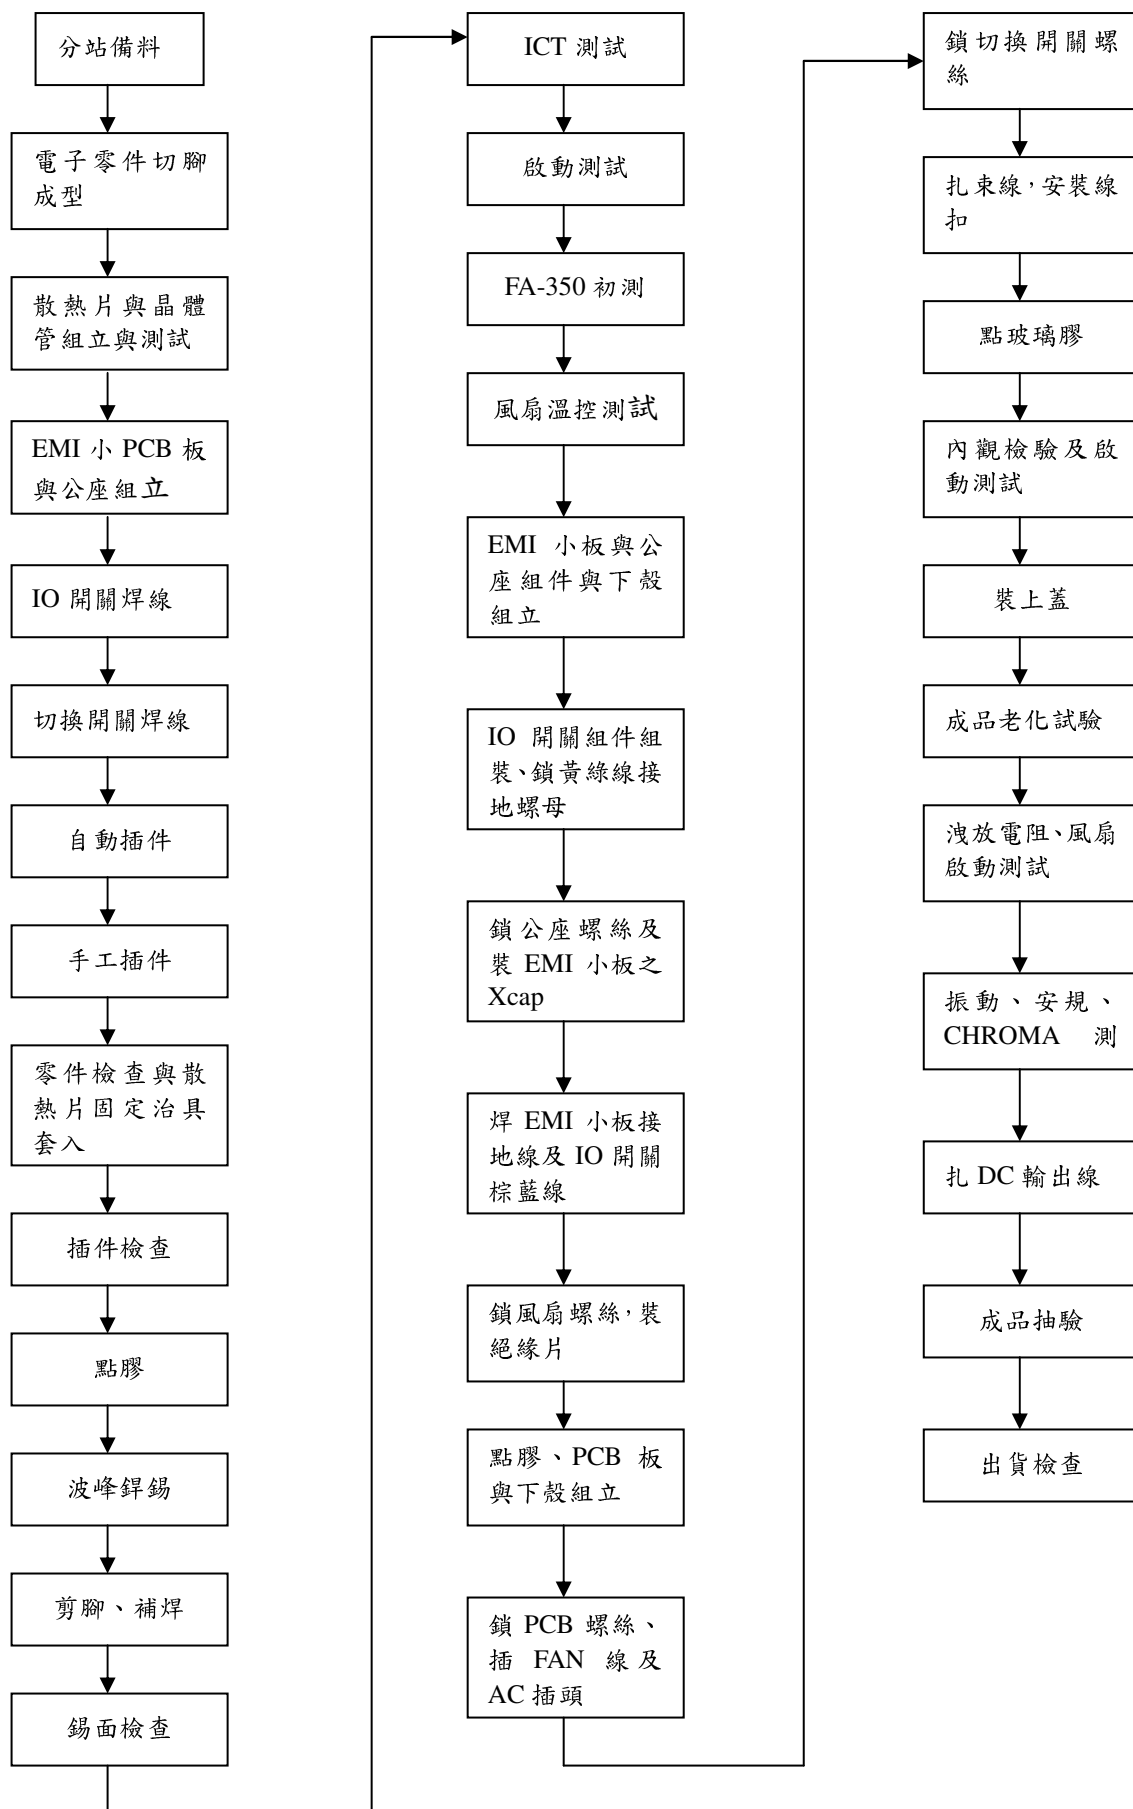 分站備料
電子零件切腳
成型
散熱片與晶體
管組立與測試
EMI 小 PCB 板
與公座組立
IO 開關焊線
切換開關焊線
自動插件
手工插件
零件檢查與散
熱片固定治具
套入
插件檢查
點膠
波峰銲錫
剪腳、補焊
錫面檢查
ICT 測試
啟動測試
FA-350 初測
風扇溫控測試
EMI 小板與公
座組件與下殼
組立
IO 開關組件組
裝、鎖黃綠線接
地螺母
鎖公座螺絲及
裝 EMI 小板之
Xcap
焊 EMI 小板接
地線及 IO 開關
棕藍線
鎖風扇螺絲，裝
絕緣片
點膠、PCB 板
與下殼組立
鎖 PCB 螺絲、
插 FAN 線及
AC 插頭
鎖切換開關螺
絲
扎束線，安裝線
扣
點玻璃膠
內觀檢驗及啟
動測試
裝上蓋
成品老化試驗
洩放電阻、風扇
啟動測試
振動、安規、
CHROMA 測
扎 DC 輸出線
成品抽驗
出貨檢查